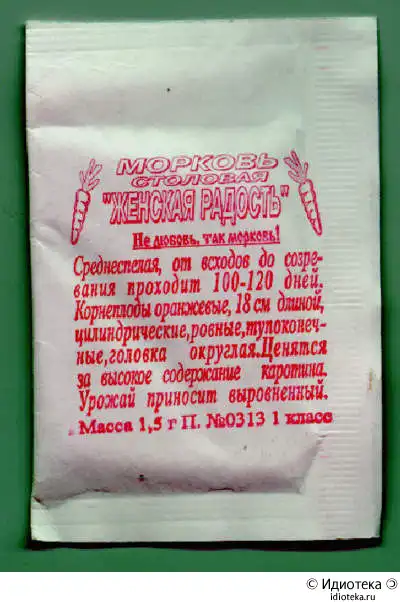 МОРКОВЬ
СТОЛОВАЯ
"ЖЕНСКАЯ РАДОСТЬ"
Не любовь, так морковь!
Среднеспелая, от всходов до созре-
вания проходит 100-120 дней.
Корнеплоды оранжевые, 18 см длиной,
цилиндрические,ровные,тупоконеч-
ные,головка округлая.Ценятся
за высокое содержание каротина.
Урожай приносит выровненный.
Масса 1,5 г П. №0313 1 класс
© Идиотека
idioteka.ru